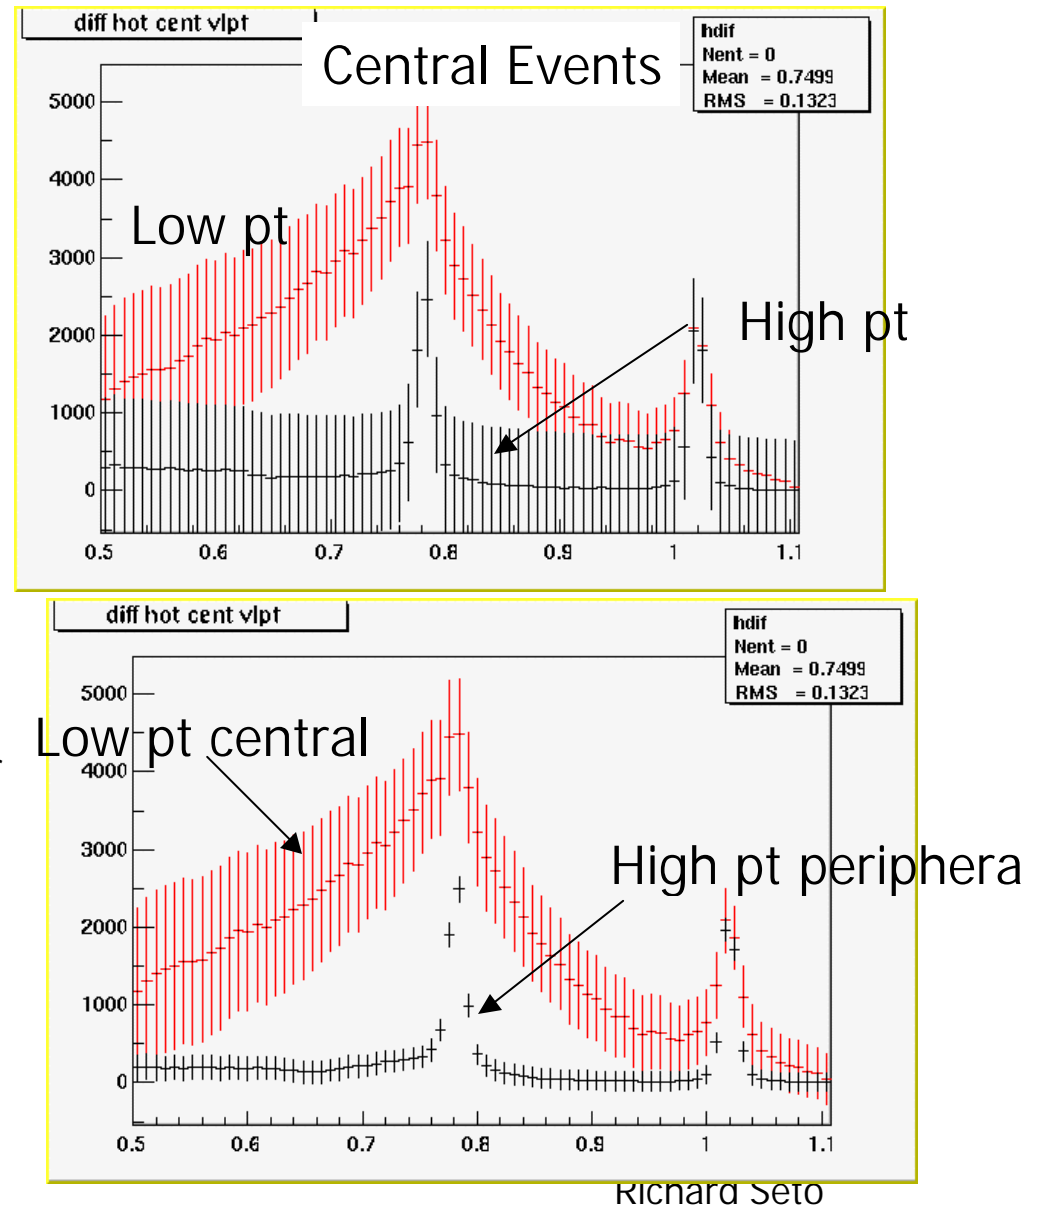 diff hot cent vlpt
Central Events
hdif
Nent = 0
Mean = 0.7499
RMS = 0.1323
5000
4000
3000
2000
1000
0
Low pt
High pt
0.5 0.6 0.7 0.8 0.9 1 1.1
diff hot cent vlpt
hdif
Nent = 0
Mean = 0.7499
RMS = 0.1323
5000
4000
3000
2000
1000
0
Low pt central
High pt periphera
0.5 0.6 0.7 0.8 0.9 1 1.1
Richard Seto